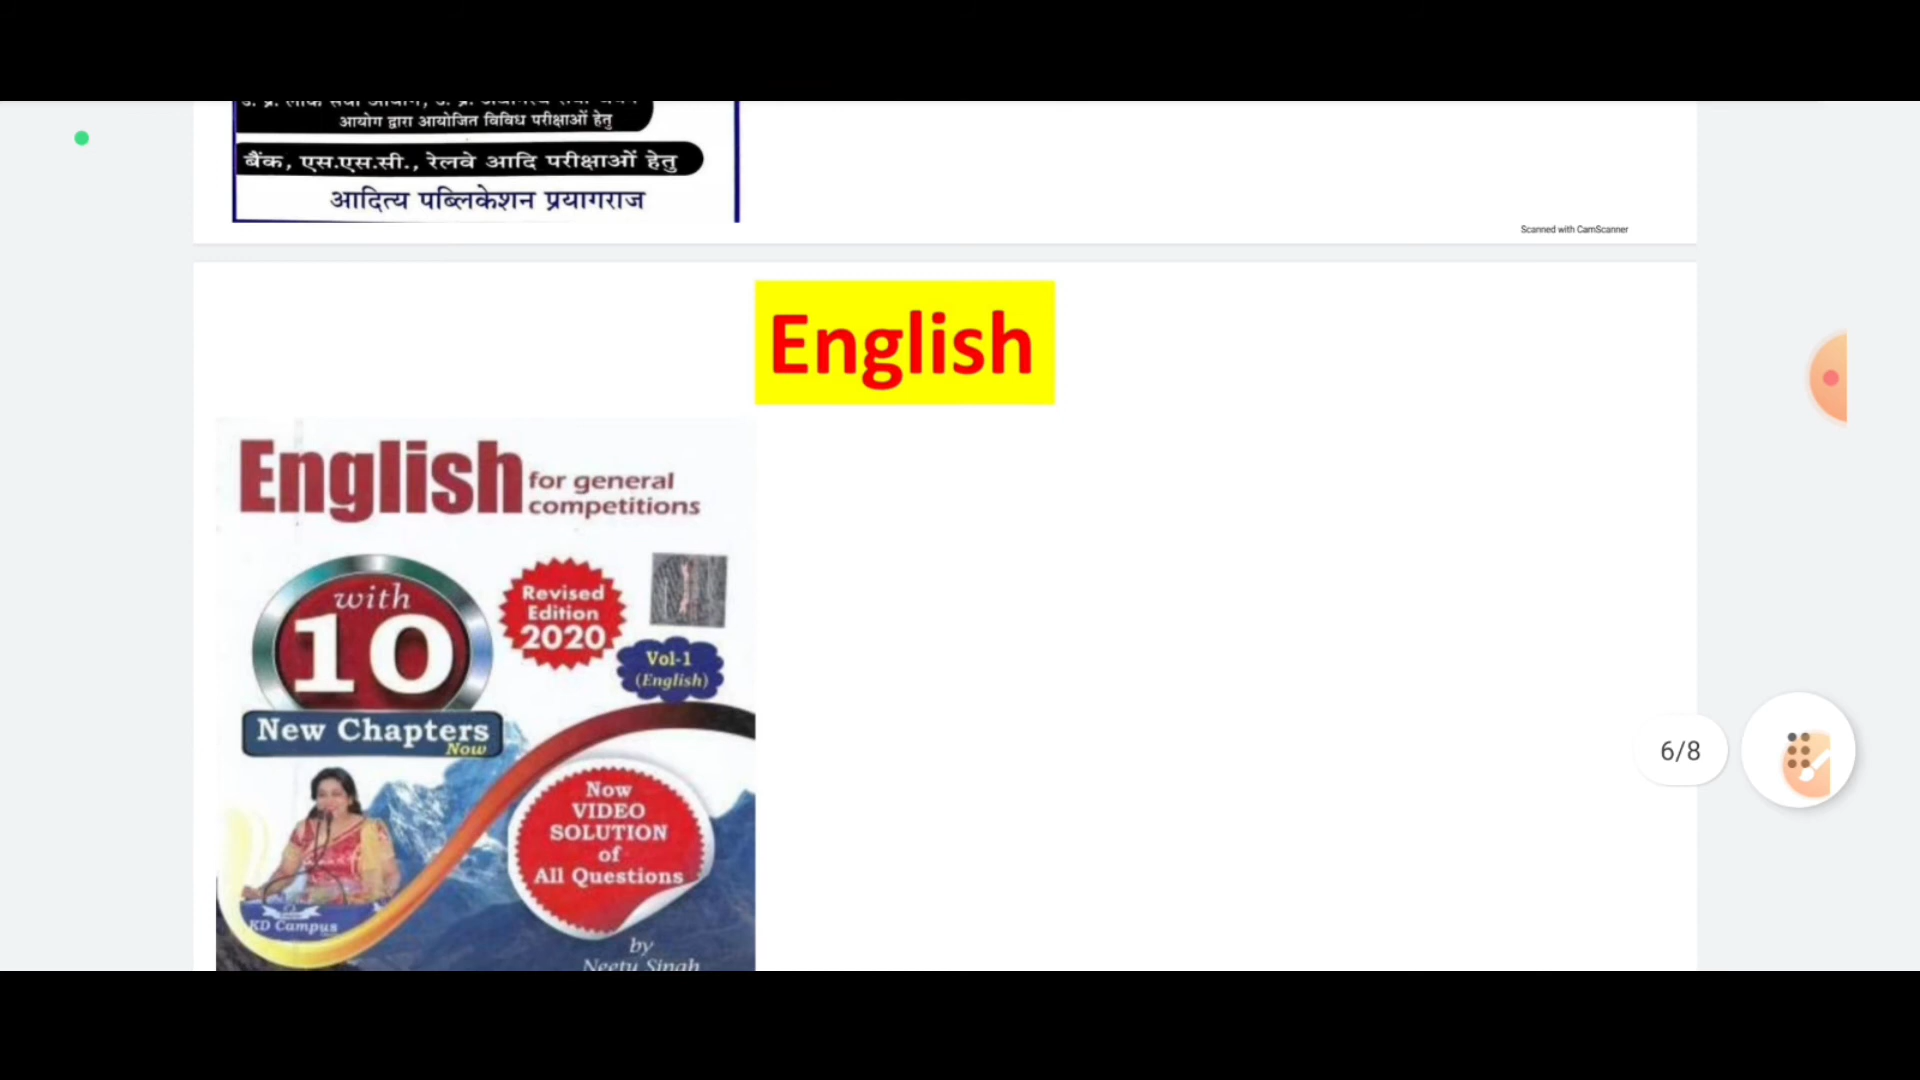 आयोग द्वारा आयोजित विविध परीक्षाओं हेतु
बैंक, एस.एस.सी., रेलवे आदि परीक्षाओं हेतु
आदित्य पब्लिकेशन प्रयागराज
Scanned with CamScanner
English
English for general
competitions
with
10
New Chapters
Now
Revised
Edition
2020
Vol-1
(English)
Now
VIDEO
SOLUTION
of
All Questions
KD Campus
by
Neetu Singh
6/8